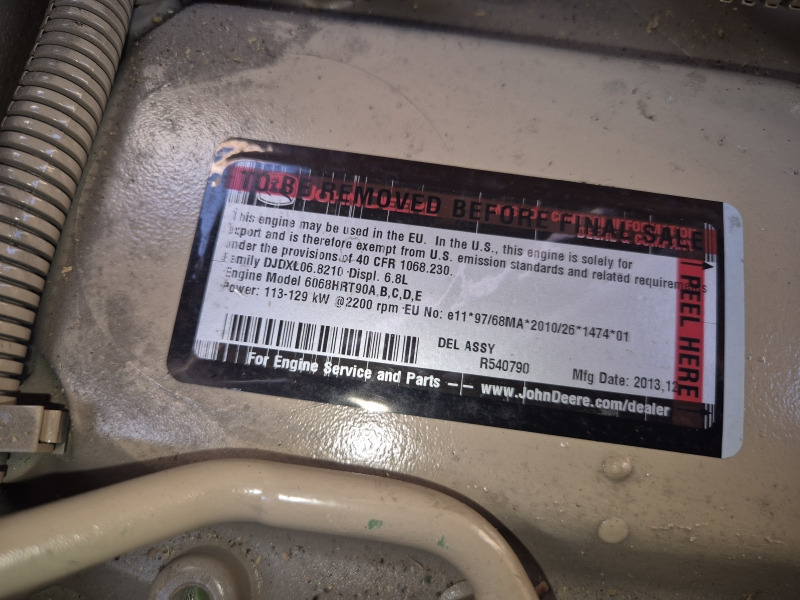 TO BE REMOVED BEFORE FINAL SALE
This engine may be used in the EU. In the U.S., this engine is solely for
export and is therefore exempt from U.S. emission standards and related requirements
under the provisions of 40 CFR 1068.230.
Family DJDXL06.8210 Displ. 6.8L
Engine Model 6068HRT90A,B,C,D,E
Power: 113-129 kW @2200 rpm EU No: e11*97/68MA*2010/26*1474*01
DEL ASSY
R540790
Mfg Date: 2013,12
For Engine Service and Parts -- www.JohnDeere.com/dealer
PEEL HERE